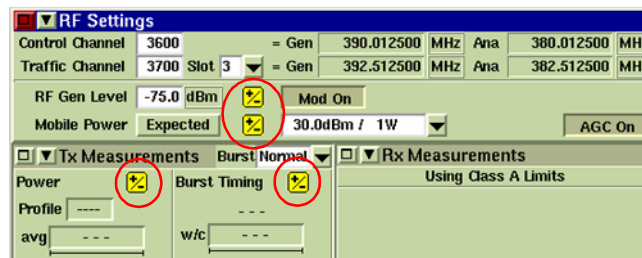 RF Settings
Control Channel 3600 = Gen 390.012500 MHz Ana 380.012500 MH
Traffic Channel 3700 Slot 3 = Gen 392.512500 MHz Ana 382.512500 MH
RF Gen Level -75.0 dBm +/- Mod On
Mobile Power Expected +/- 30.0dBm / 1W AGC On
Tx Measurements Burst Normal Rx Measurements
Power +/- Burst Timing +/- Using Class A Limits
Profile ---- - - -
avg - - - w/c - - -